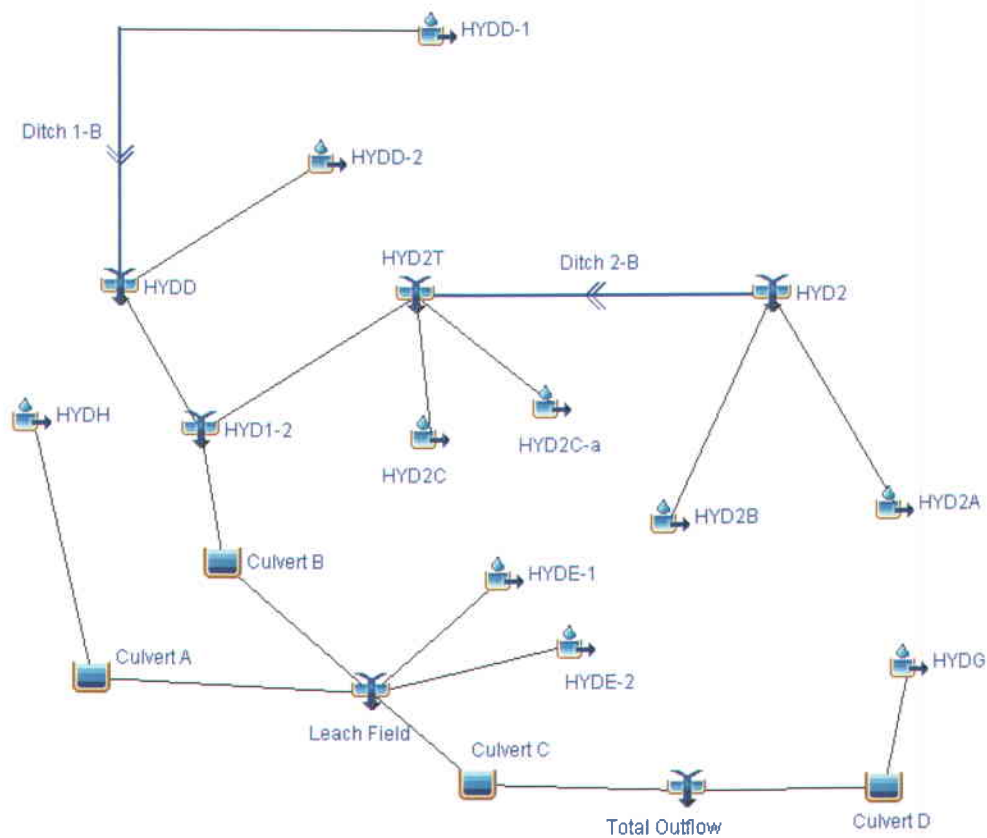 HYDD-1
Ditch 1-B
HYDD-2
HYD2T
Ditch 2-B
HYDD
HYD2
HYDH
HYD1-2
HYD2C-a
HYD2C
HYD2B
HYD2A
Culvert B
HYDE-1
Culvert A
HYDE-2
HYDG
Leach Field
Culvert C
Total Outflow
Culvert D